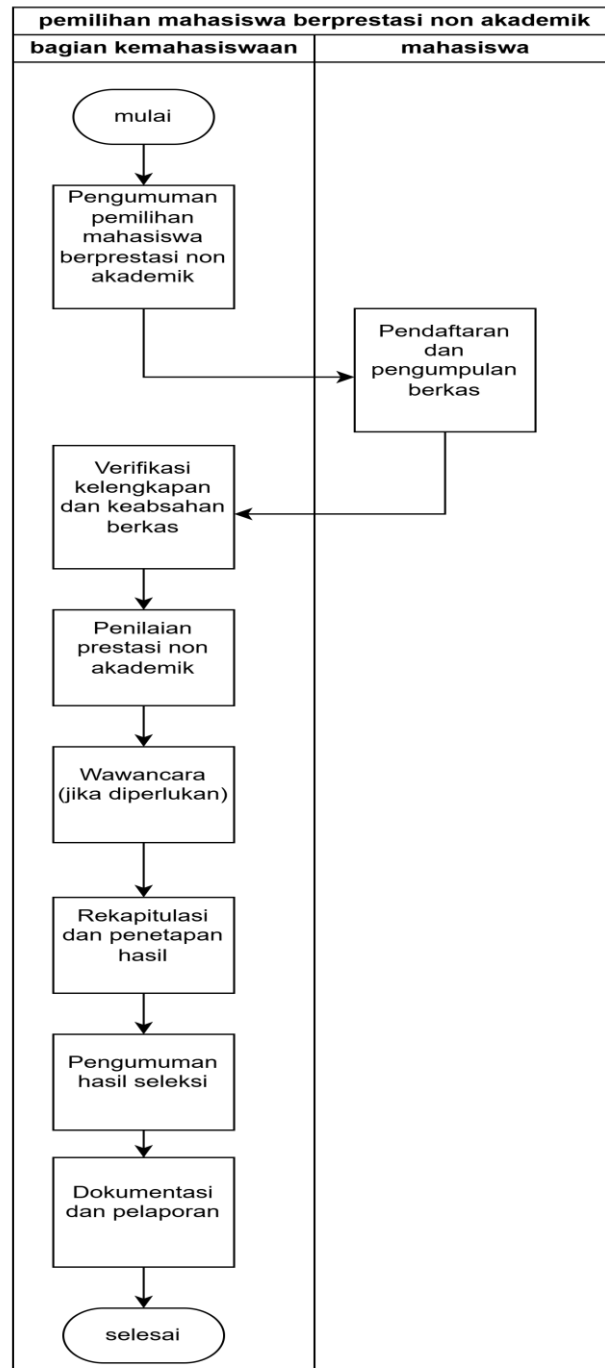 pemilihan mahasiswa berprestasi non akademik
bagian kemahasiswaan
mahasiswa
mulai
Pengumuman
pemilihan
mahasiswa
berprestasi non
akademik
Pendaftaran
dan
pengumpulan
berkas
Verifikasi
kelengkapan
dan keabsahan
berkas
Penilaian
prestasi non
akademik
Wawancara
(jika diperlukan)
Rekapitulasi
dan penetapan
hasil
Pengumuman
hasil seleksi
Dokumentasi
dan pelaporan
selesai